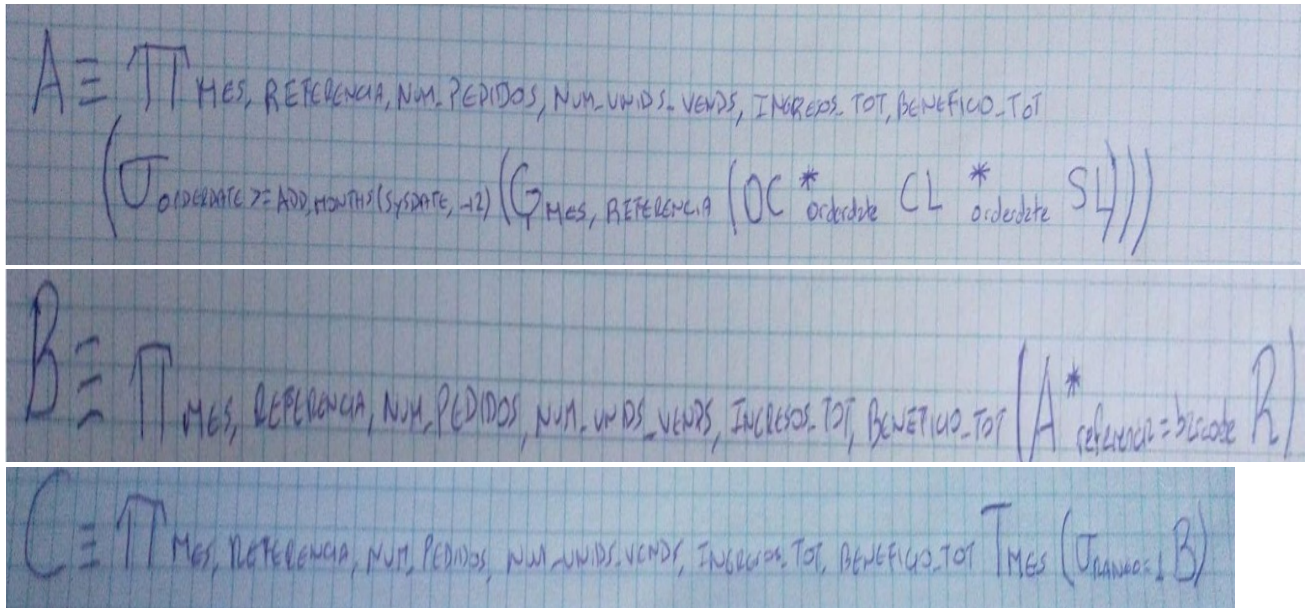 A ≡ Π MES, REFERENCIA, NUM_PEDIDOS, NUM_UNIDS_VENDS, INGRESOS_TOT, BENEFICIO_TOT
(σ ORDERDATE >= ADD_MONTHS(SYSDATE, -12) (G MES, REFERENCIA (OC * orderdate CL * orderdate SL)))
B ≡ Π MES, REFERENCIA, NUM_PEDIDOS, NUM_UNIDS_VENDS, INGRESOS_TOT, BENEFICIO_TOT (A * referencia = barcode R)
C ≡ Π MES, REFERENCIA, NUM_PEDIDOS, NUM_UNIDS_VENDS, INGRESOS_TOT, BENEFICIO_TOT T MES (σ RANGO=1 B)